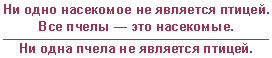 Ни одно насекомое не является птицей.
Все пчелы — это насекомые.
Ни одна пчела не является птицей.